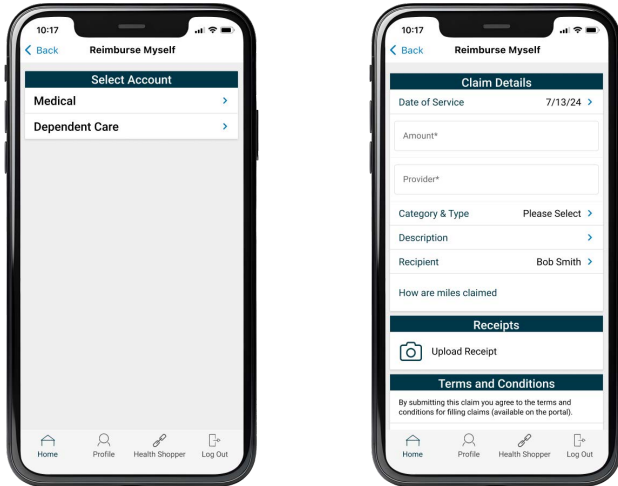 10:17
Back Reimburse Myself
Select Account
Medical
Dependent Care
Home Profile Health Shopper Log Out
10:17
Back Reimburse Myself
Claim Details
Date of Service 7/13/24
Amount*
Provider*
Category & Type Please Select
Description
Recipient Bob Smith
How are miles claimed
Receipts
Upload Receipt
Terms and Conditions
By submitting this claim you agree to the terms and
conditions for filling claims (available on the portal).
Home Profile Health Shopper Log Out